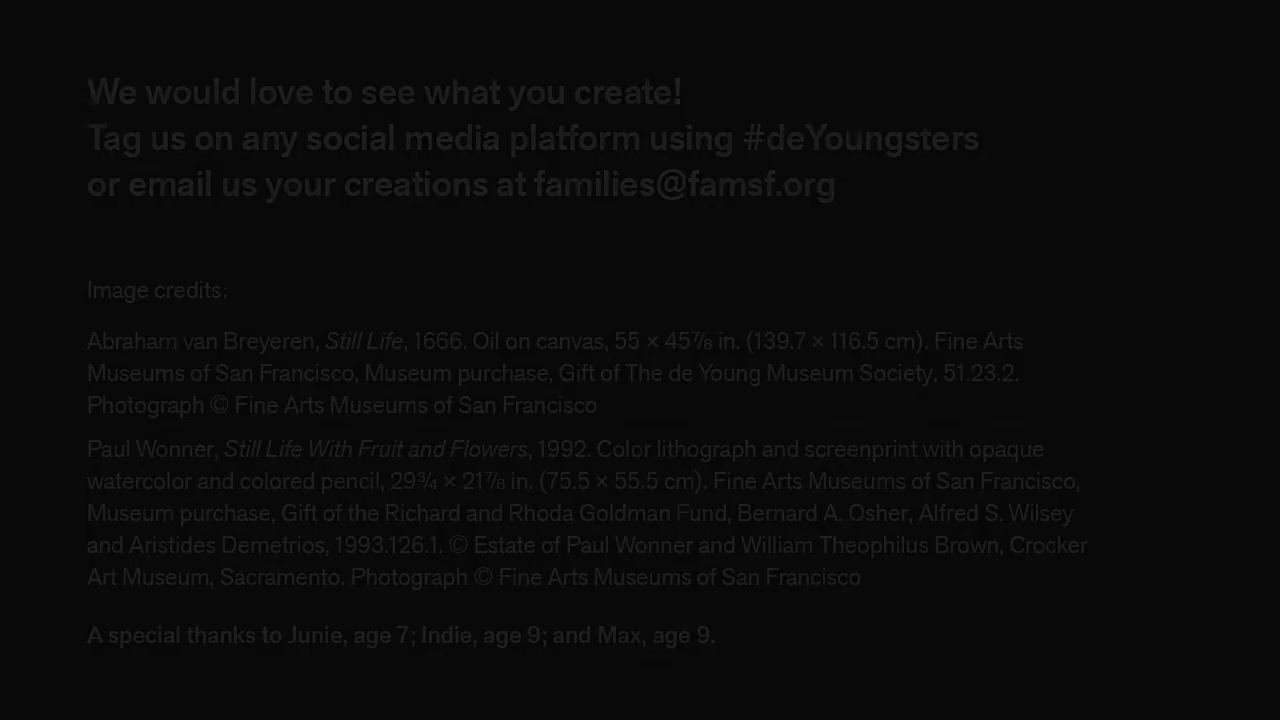 We would love to see what you create!
Tag us on any social media platform using #deYoungsters
or email us your creations at families@famsf.org
Image credits:
Abraham van Breyeren, Still Life, 1666. Oil on canvas, 55 × 45⅞ in. (139.7 × 116.5 cm). Fine Arts
Museums of San Francisco, Museum purchase, Gift of The de Young Museum Society, 51.23.2.
Photograph © Fine Arts Museums of San Francisco
Paul Wonner, Still Life With Fruit and Flowers, 1992. Color lithograph and screenprint with opaque
watercolor and colored pencil, 29¾ × 21⅞ in. (75.5 × 55.5 cm). Fine Arts Museums of San Francisco,
Museum purchase, Gift of the Richard and Rhoda Goldman Fund, Bernard A. Osher, Alfred S. Wilsey
and Aristides Demetrios, 1993.126.1. © Estate of Paul Wonner and William Theophilus Brown, Crocker
Art Museum, Sacramento. Photograph © Fine Arts Museums of San Francisco
A special thanks to Junie, age 7; Indie, age 9; and Max, age 9.